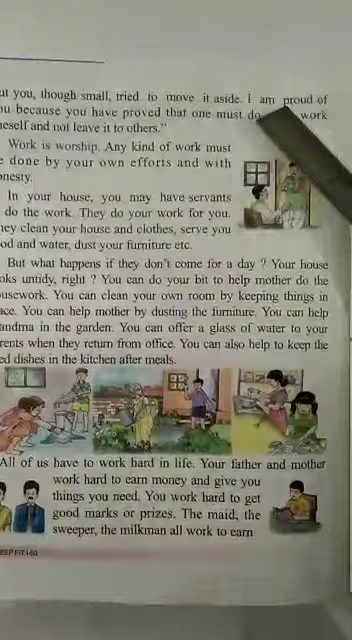 ut you, though small, tried to move it aside. I am proud of
ou because you have proved that one must do work
neself and not leave it to others."
Work is worship. Any kind of work must
e done by your own efforts and with
onesty.
In your house, you may have servants
do the work. They do your work for you.
hey clean your house and clothes, serve you
od and water, dust your furniture etc.
But what happens if they don't come for a day ? Your house
oks untidy, right ? You can do your bit to help mother do the
ousework. You can clean your own room by keeping things in
ace. You can help mother by dusting the furniture. You can help
andma in the garden. You can offer a glass of water to your
rents when they return from office. You can also help to keep the
ed dishes in the kitchen after meals.
All of us have to work hard in life. Your father and mother
work hard to earn money and give you
things you need. You work hard to get
good marks or prizes. The maid, the
sweeper, the milkman all work to earn
EEP FIT-60